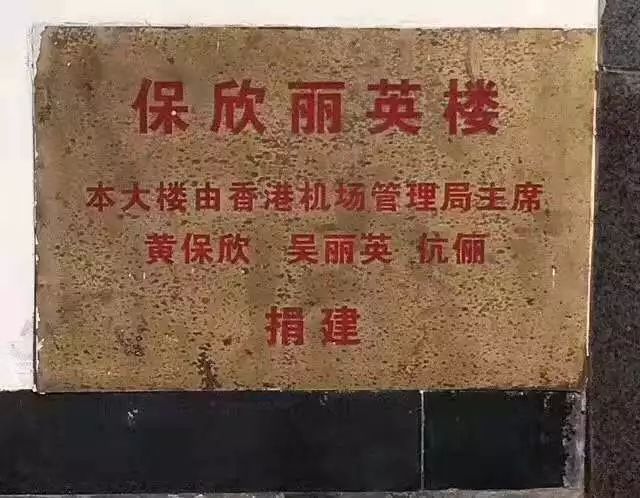 保欣丽英楼
本大楼由香港机场管理局主席
黄保欣 吴丽英 伉俪
捐建